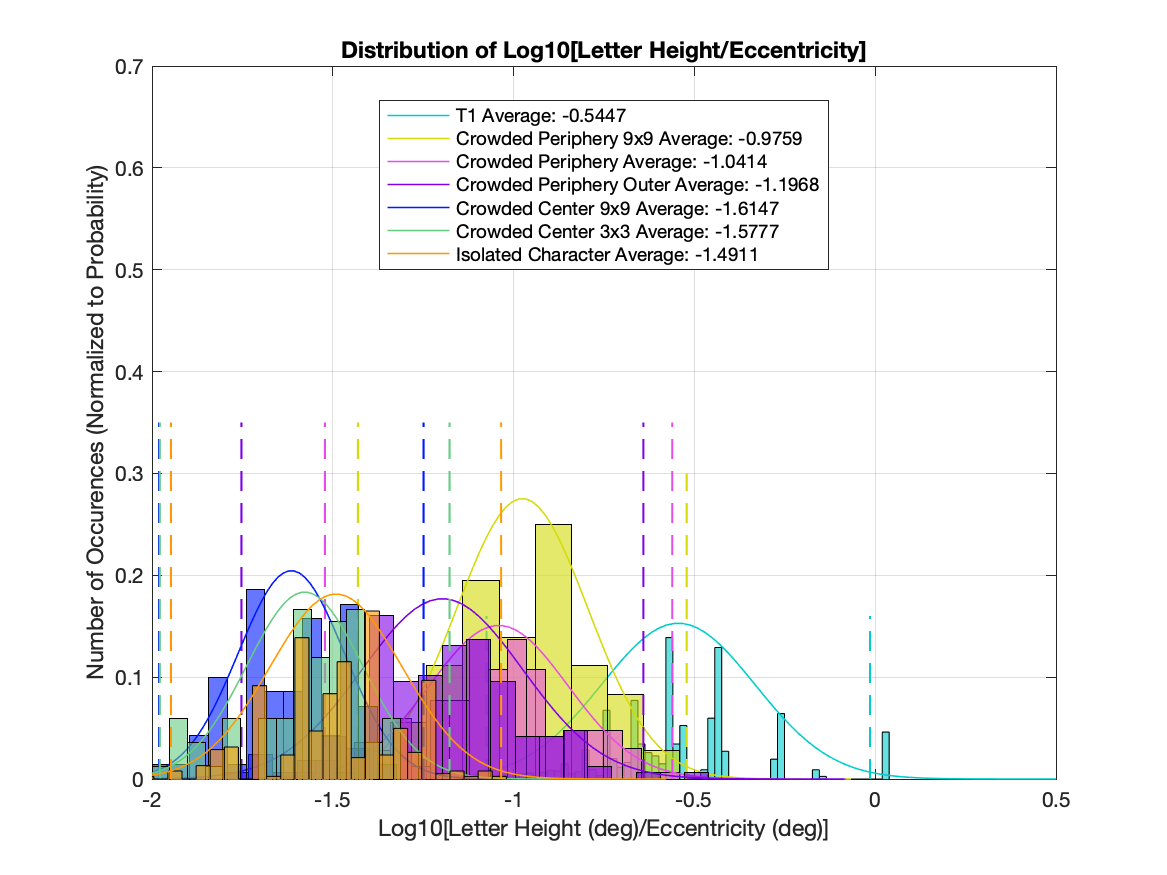 Distribution of Log10[Letter Height/Eccentricity]
0.7
0.6
0.5
0.4
0.3
0.2
0.1
0
Number of Occurences (Normalized to Probability)
T1 Average: -0.5447
Crowded Periphery 9x9 Average: -0.9759
Crowded Periphery Average: -1.0414
Crowded Periphery Outer Average: -1.1968
Crowded Center 9x9 Average: -1.6147
Crowded Center 3x3 Average: -1.5777
Isolated Character Average: -1.4911
-2 -1.5 -1 -0.5 0 0.5
Log10[Letter Height (deg)/Eccentricity (deg)]